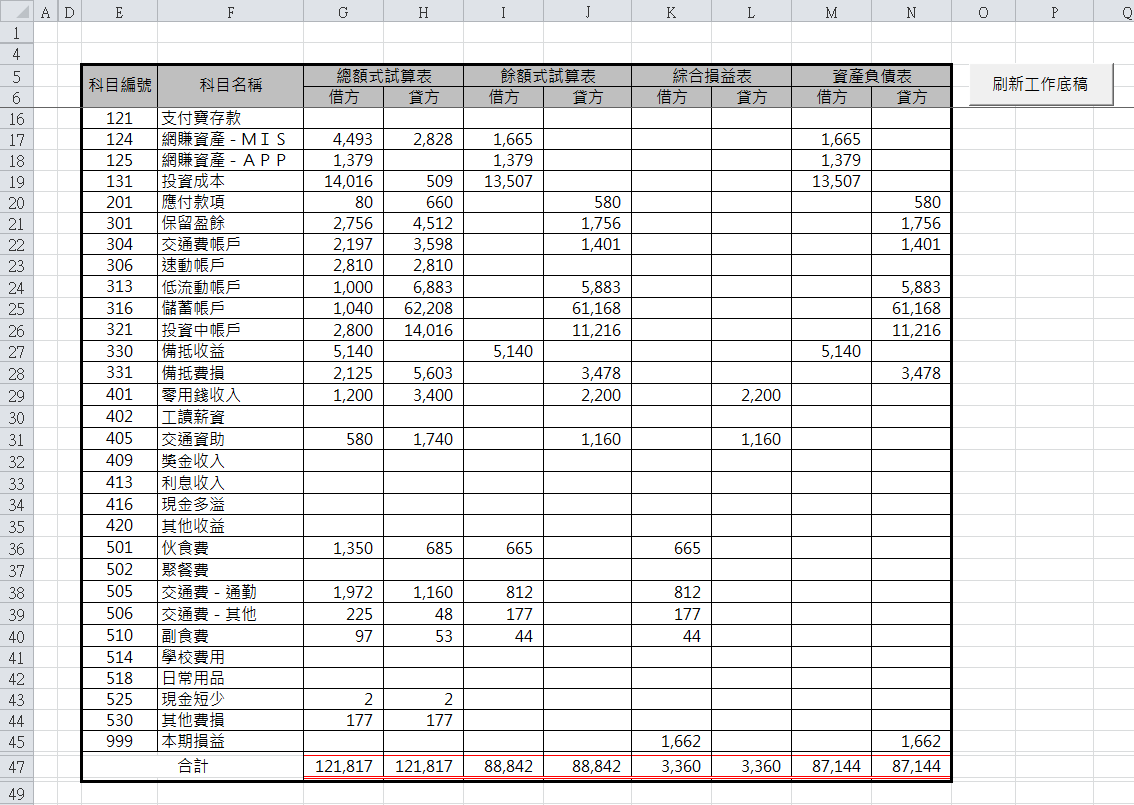 A D E F G H I J K L M N O P Q
1
4
5 科目編號 科目名稱 總額式試算表 餘額式試算表 綜合損益表 資產負債表 刷新工作底稿
6 借方 貸方 借方 貸方 借方 貸方 借方 貸方
16 121 支付寶存款
17 124 網賺資產-ＭＩＳ 4,493 2,828 1,665 1,665
18 125 網賺資產-ＡＰＰ 1,379 1,379 1,379
19 131 投資成本 14,016 509 13,507 13,507
20 201 應付款項 80 660 580 580
21 301 保留盈餘 2,756 4,512 1,756 1,756
22 304 交通費帳戶 2,197 3,598 1,401 1,401
23 306 速動帳戶 2,810 2,810
24 313 低流動帳戶 1,000 6,883 5,883 5,883
25 316 儲蓄帳戶 1,040 62,208 61,168 61,168
26 321 投資中帳戶 2,800 14,016 11,216 11,216
27 330 備抵收益 5,140 5,140 5,140
28 331 備抵費損 2,125 5,603 3,478 3,478
29 401 零用錢收入 1,200 3,400 2,200 2,200
30 402 工讀薪資
31 405 交通資助 580 1,740 1,160 1,160
32 409 獎金收入
33 413 利息收入
34 416 現金多溢
35 420 其他收益
36 501 伙食費 1,350 685 665 665
37 502 聚餐費
38 505 交通費-通勤 1,972 1,160 812 812
39 506 交通費-其他 225 48 177 177
40 510 副食費 97 53 44 44
41 514 學校費用
42 518 日常用品
43 525 現金短少 2 2
44 530 其他費損 177 177
45 999 本期損益 1,662 1,662
47 合計 121,817 121,817 88,842 88,842 3,360 3,360 87,144 87,144
49